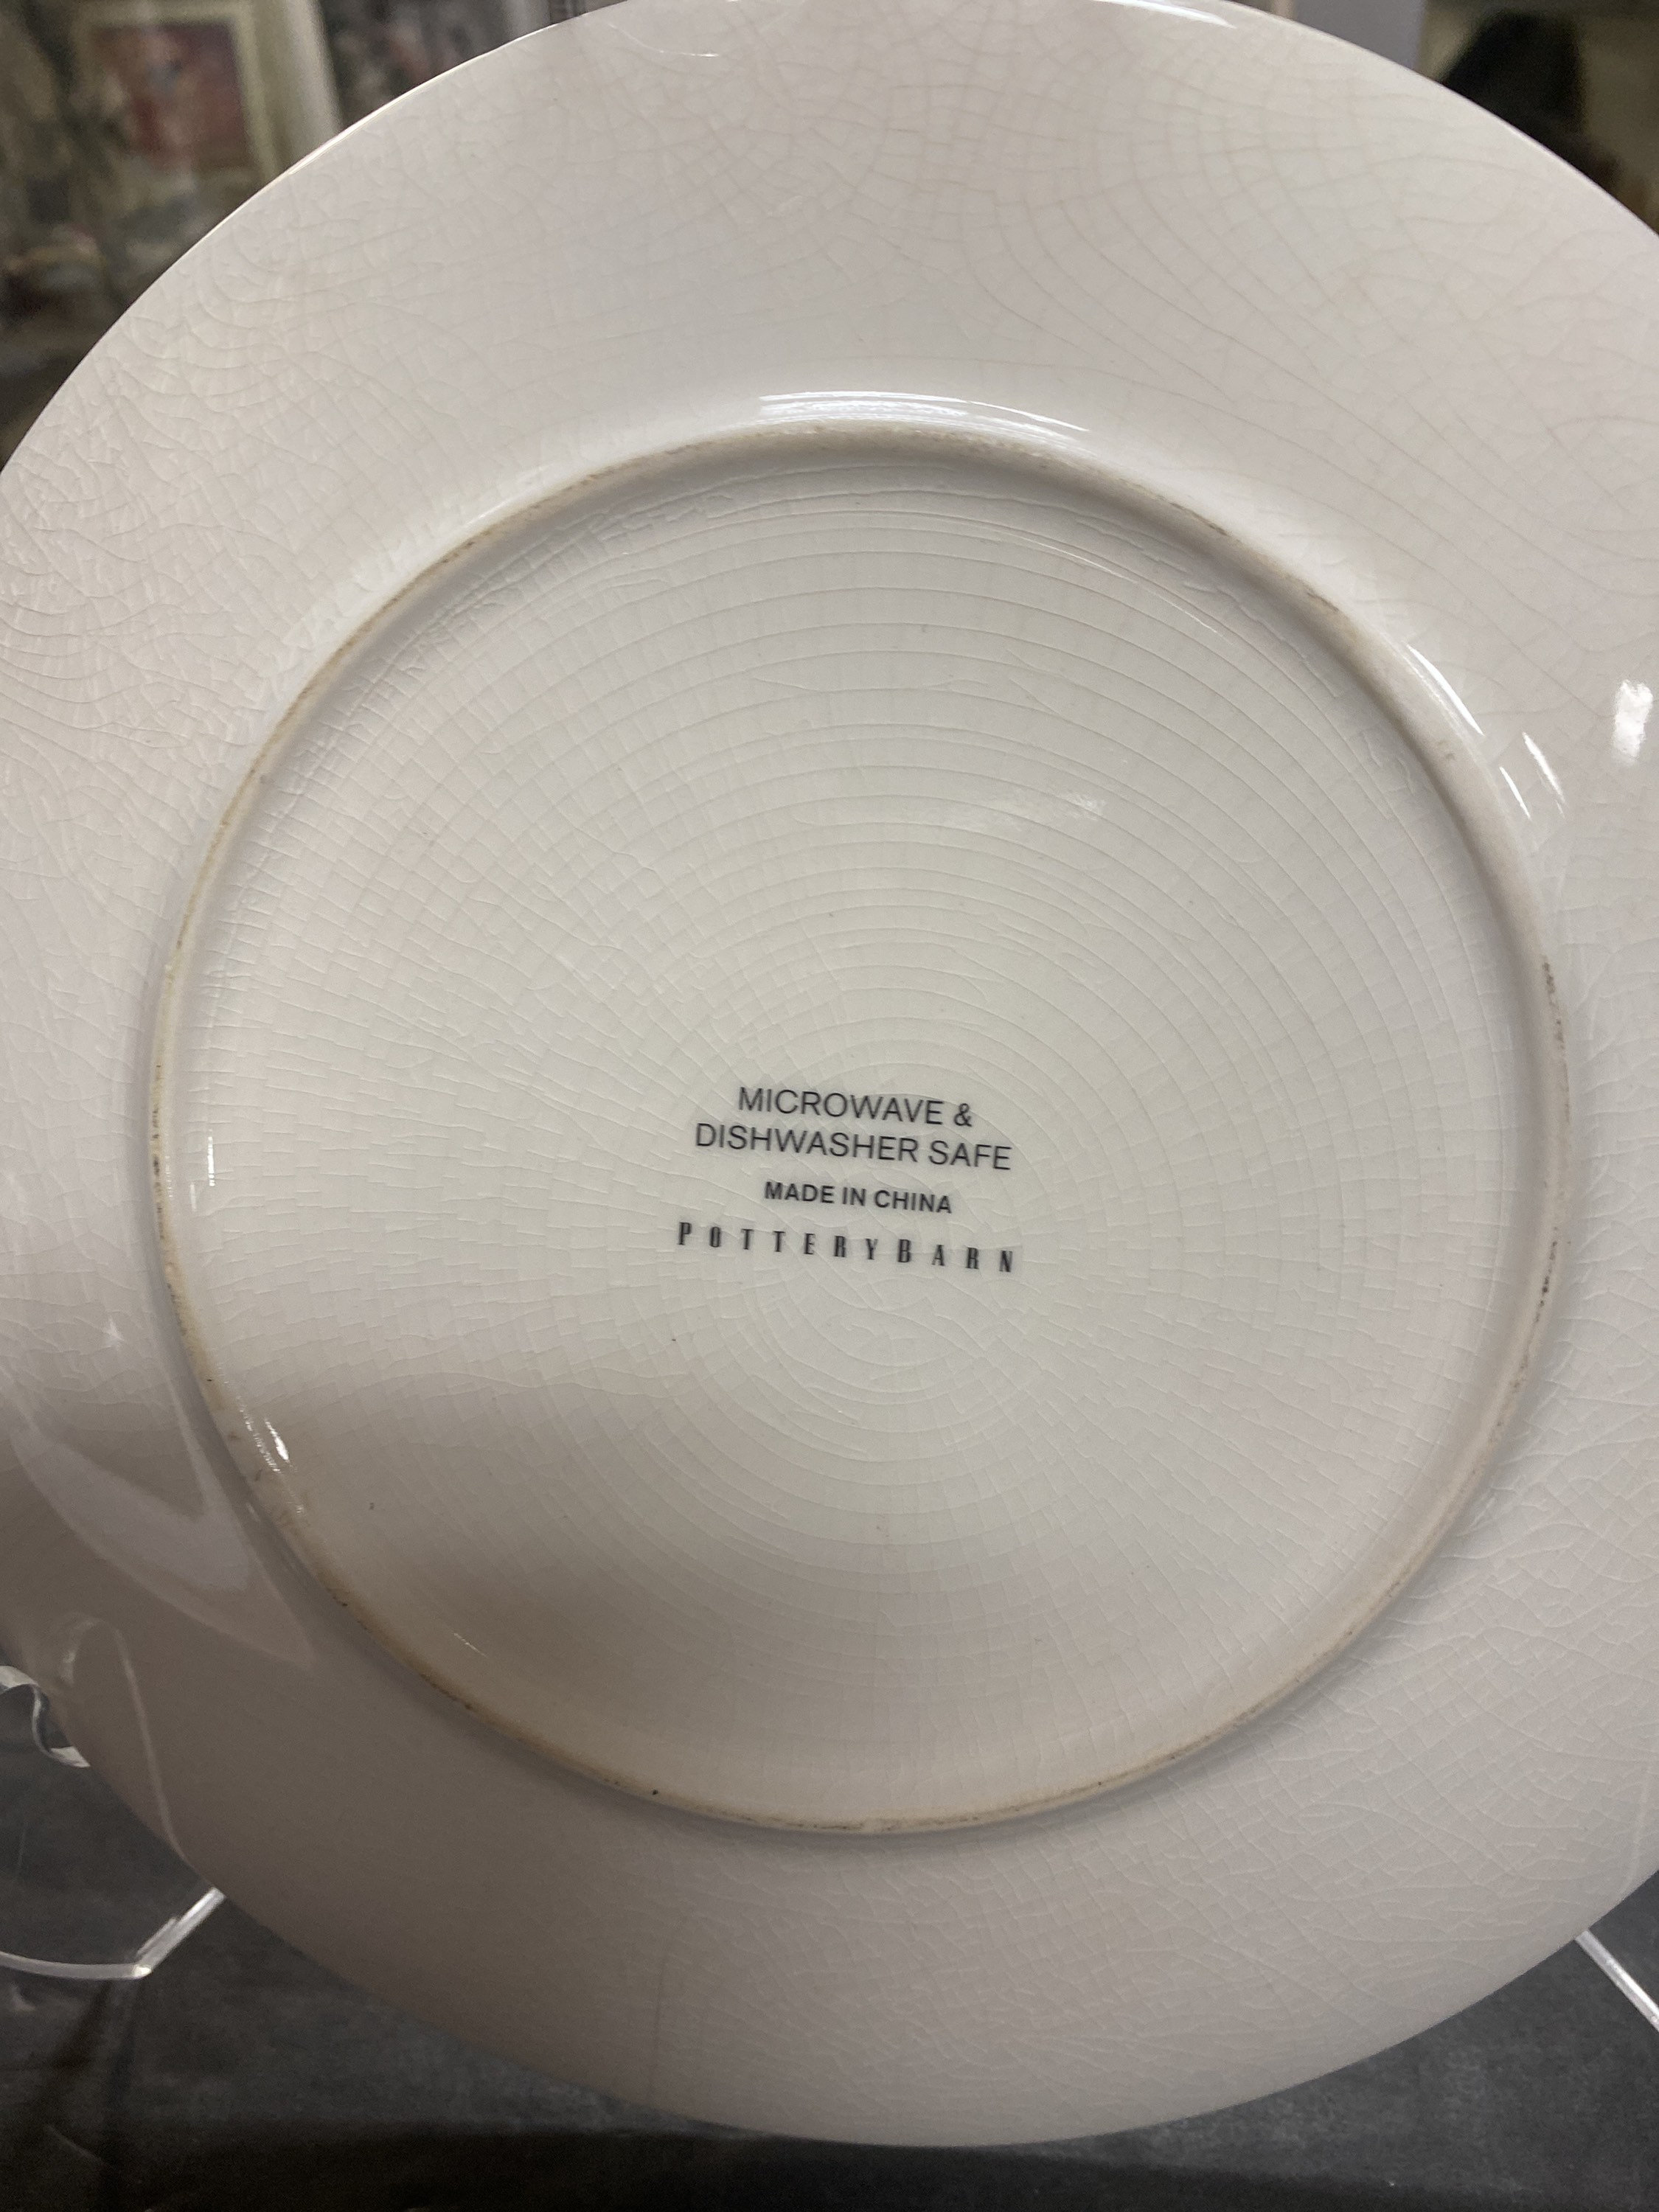 MICROWAVE &
DISHWASHER SAFE
MADE IN CHINA
POTTERYBARN